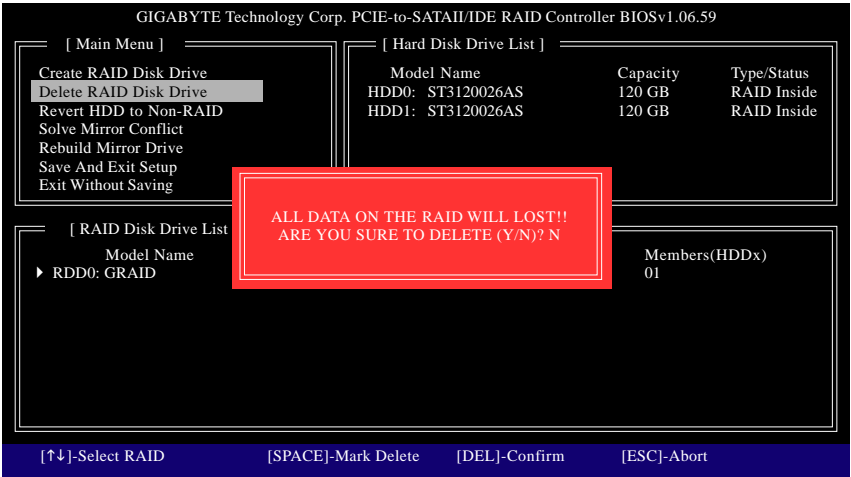 GIGABYTE Technology Corp. PCIE-to-SATAII/IDE RAID Controller BIOSv1.06.59
[ Main Menu ]
Create RAID Disk Drive
Delete RAID Disk Drive
Revert HDD to Non-RAID
Solve Mirror Conflict
Rebuild Mirror Drive
Save And Exit Setup
Exit Without Saving
[ Hard Disk Drive List ]
Model Name Capacity Type/Status
HDD0: ST3120026AS 120 GB RAID Inside
HDD1: ST3120026AS 120 GB RAID Inside
ALL DATA ON THE RAID WILL LOST!!
ARE YOU SURE TO DELETE (Y/N)? N
[ RAID Disk Drive List
Model Name Members(HDDx)
RDD0: GRAID 01
[↑↓]-Select RAID [SPACE]-Mark Delete [DEL]-Confirm [ESC]-Abort